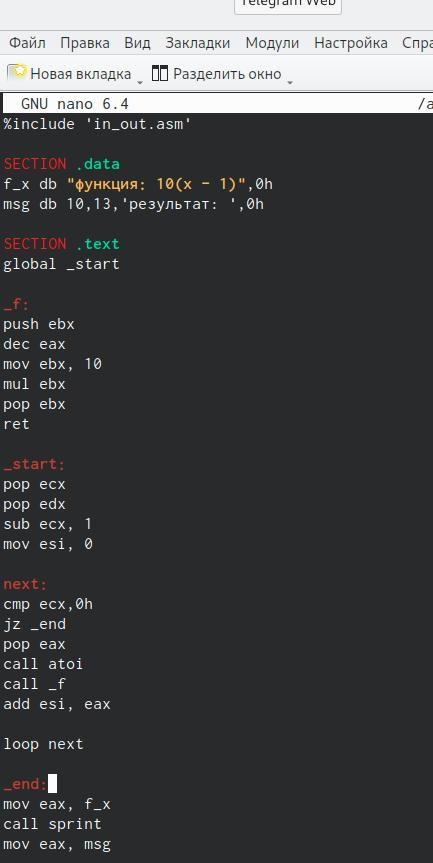 Telegram Web
Файл Правка Вид Закладки Модули Настройка Спра
Новая вкладка Разделить окно
GNU nano 6.4 /a
%include 'in_out.asm'
SECTION .data
f_x db "функция: 10(x - 1)",0h
msg db 10,13,'результат: ',0h
SECTION .text
global _start
_f:
push ebx
dec eax
mov ebx, 10
mul ebx
pop ebx
ret
_start:
pop ecx
pop edx
sub ecx, 1
mov esi, 0
next:
cmp ecx,0h
jz _end
pop eax
call atoi
call _f
add esi, eax
loop next
_end:
mov eax, f_x
call sprint
mov eax, msg